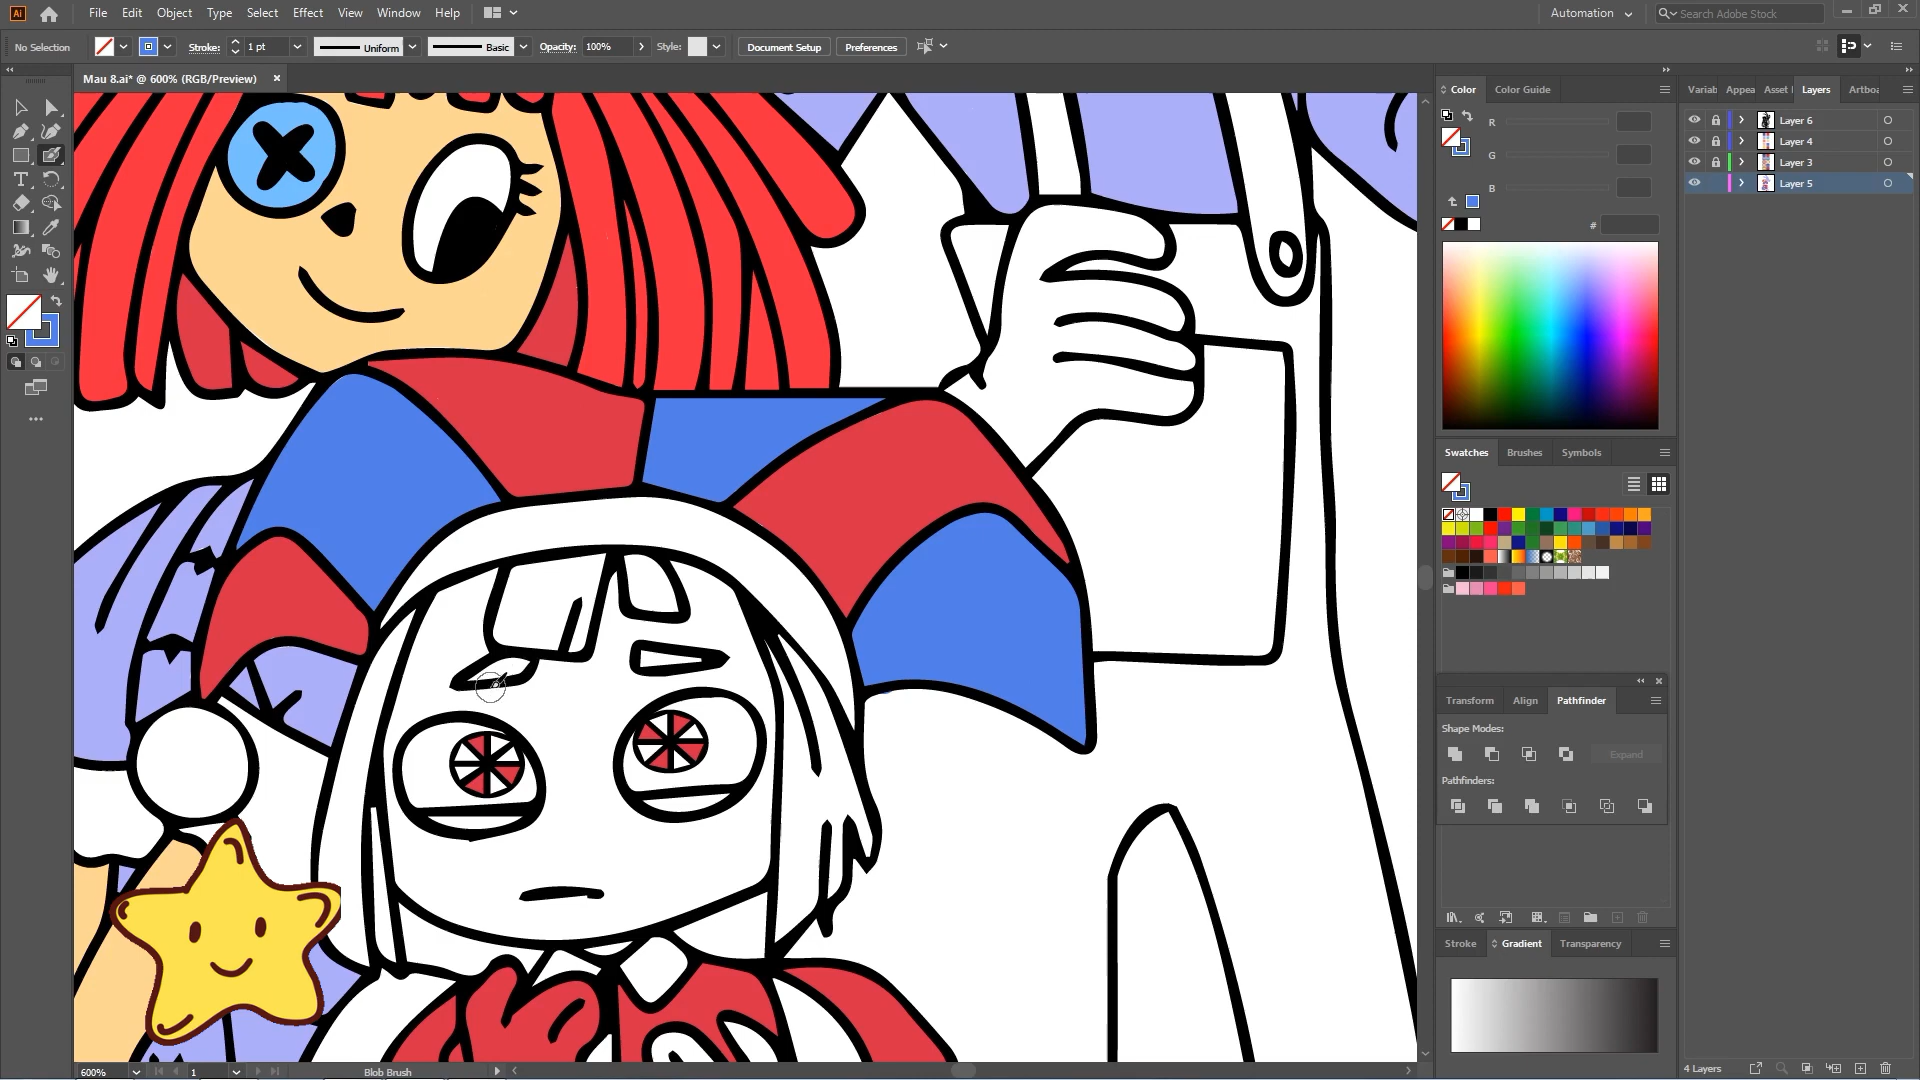 Ai File Edit Object Type Select Effect View Window Help Automation Search Adobe Stock
No Selection Stroke: 1 pt Uniform Basic Opacity: 100% Style: Document Setup Preferences
Mau 8.ai* @ 600% (RGB/Preview) ×
Color Color Guide
R
G
B
#
Swatches Brushes Symbols
Transform Align Pathfinder
Shape Modes:
Expand
Pathfinders:
Stroke Gradient Transparency
Variab Appea Asset Layers Artboa
Layer 6
Layer 4
Layer 3
Layer 5
4 Layers
600% 1 Blob Brush